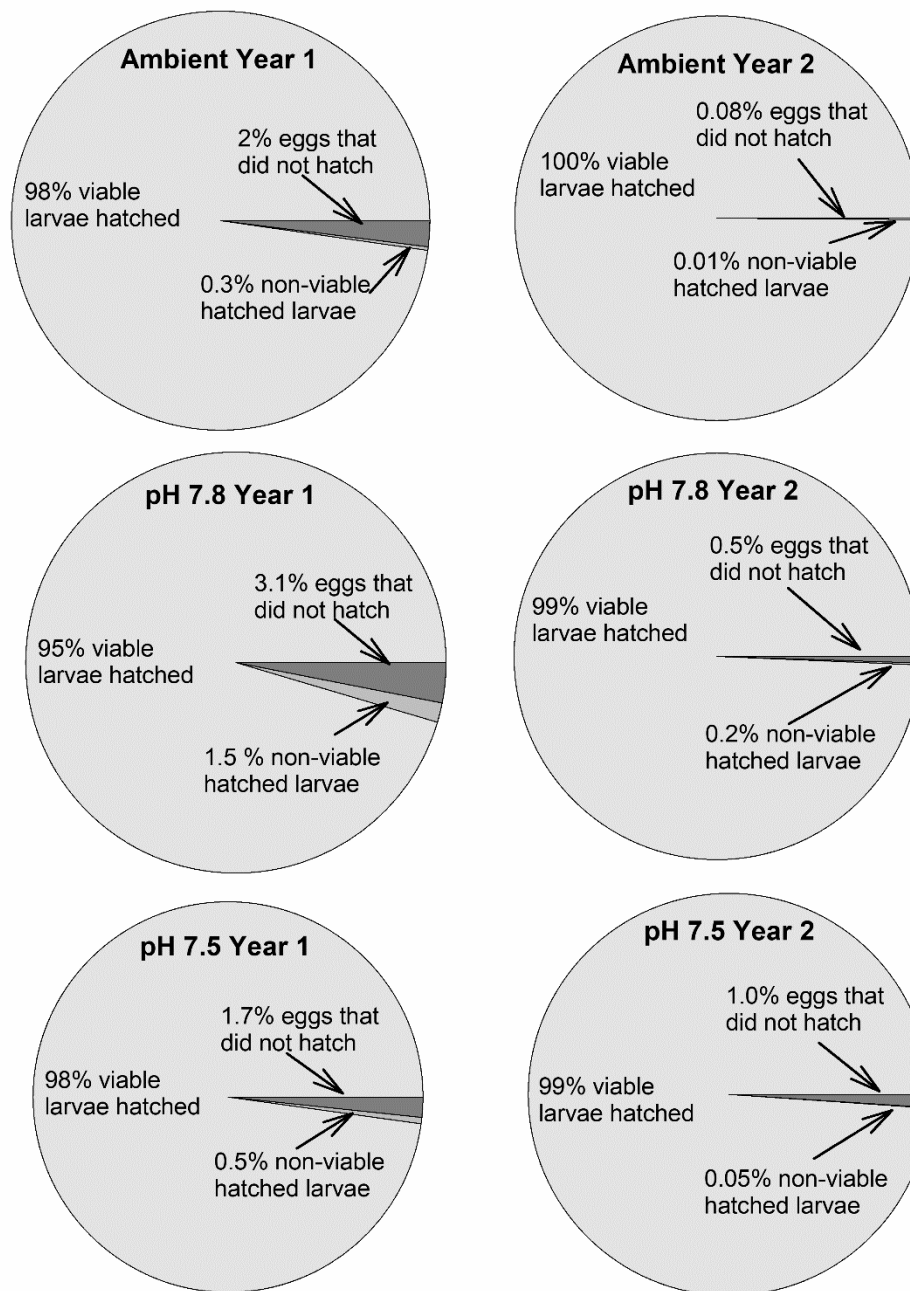 Ambient Year 1
2% eggs that
did not hatch
98% viable
larvae hatched
0.3% non-viable
hatched larvae
Ambient Year 2
0.08% eggs that
did not hatch
100% viable
larvae hatched
0.01% non-viable
hatched larvae
pH 7.8 Year 1
3.1% eggs that
did not hatch
95% viable
larvae hatched
1.5 % non-viable
hatched larvae
pH 7.8 Year 2
0.5% eggs that
did not hatch
99% viable
larvae hatched
0.2% non-viable
hatched larvae
pH 7.5 Year 1
1.7% eggs that
did not hatch
98% viable
larvae hatched
0.5% non-viable
hatched larvae
pH 7.5 Year 2
1.0% eggs that
did not hatch
99% viable
larvae hatched
0.05% non-viable
hatched larvae